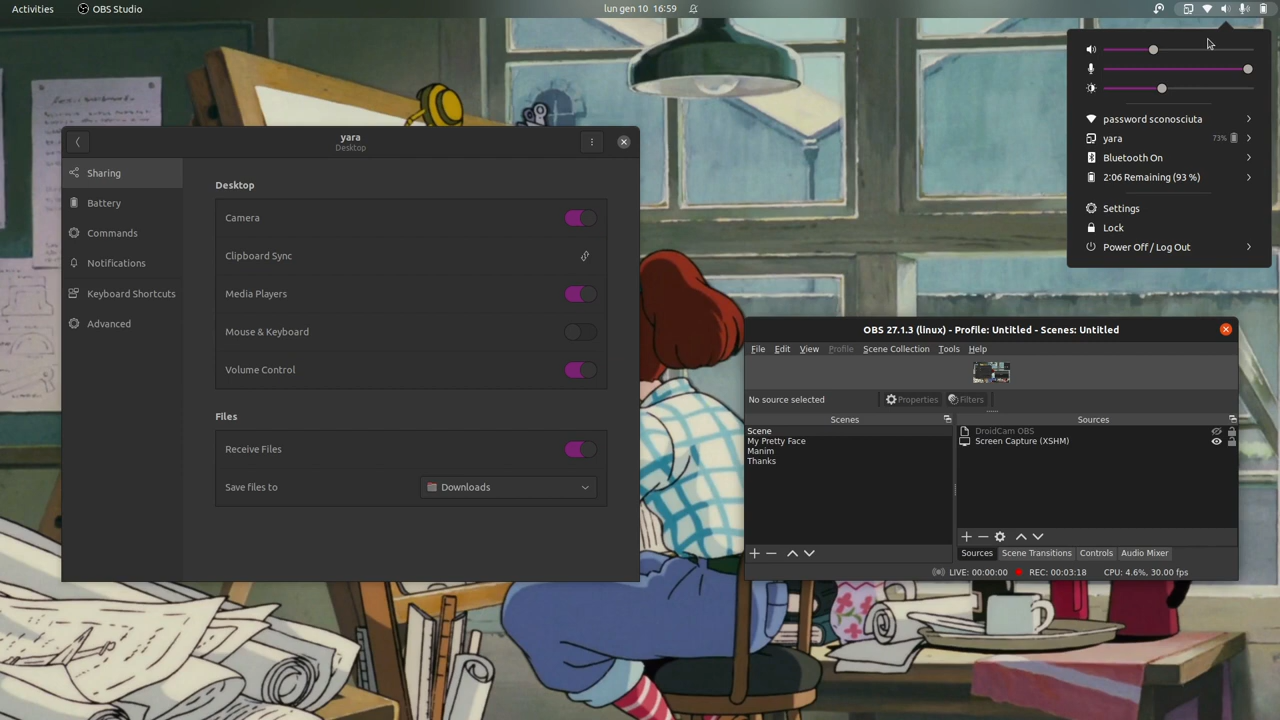 Activities
OBS Studio
lun gen 10 16:59
yara
Desktop
Sharing
Battery
Commands
Notifications
Keyboard Shortcuts
Advanced
Desktop
Camera
Clipboard Sync
Media Players
Mouse & Keyboard
Volume Control
Files
Receive Files
Save files to
Downloads
password sconosciuta
yara
73%
Bluetooth On
2:06 Remaining (93 %)
Settings
Lock
Power Off / Log Out
OBS 27.1.3 (linux) - Profile: Untitled - Scenes: Untitled
File Edit View Profile Scene Collection Tools Help
No source selected
Properties
Filters
Scenes
Scene
My Pretty Face
Manim
Thanks
Sources
DroidCam OBS
Screen Capture (XSHM)
Sources
Scene Transitions
Controls
Audio Mixer
LIVE: 00:00:00
REC: 00:03:18
CPU: 4.6%, 30.00 fps